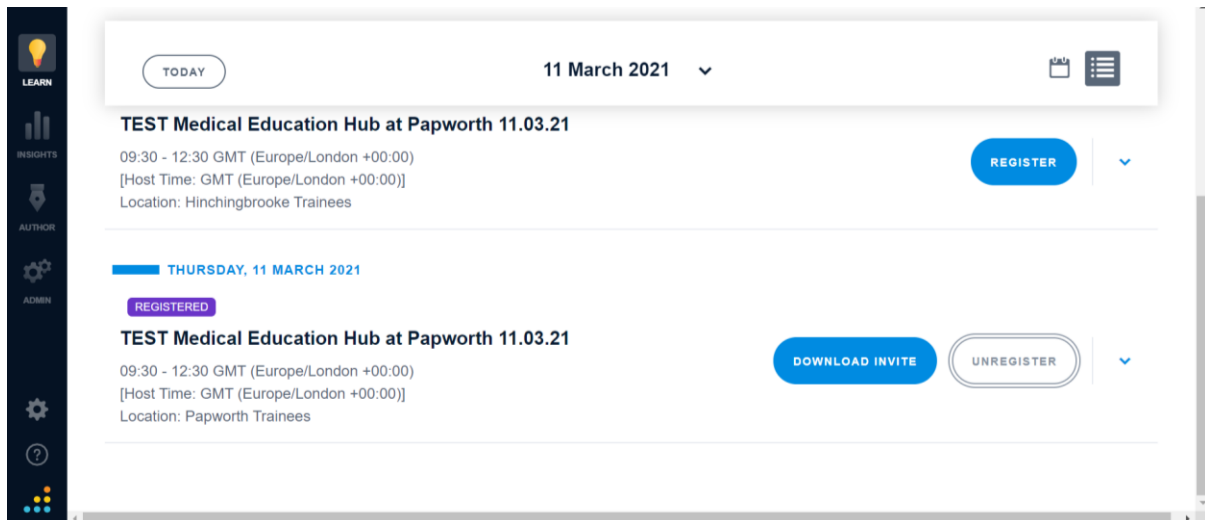 LEARN
INSIGHTS
AUTHOR
ADMIN
?
TODAY
11 March 2021
TEST Medical Education Hub at Papworth 11.03.21
09:30 - 12:30 GMT (Europe/London +00:00)
[Host Time: GMT (Europe/London +00:00)]
Location: Hinchingbrooke Trainees
REGISTER
THURSDAY, 11 MARCH 2021
REGISTERED
TEST Medical Education Hub at Papworth 11.03.21
09:30 - 12:30 GMT (Europe/London +00:00)
[Host Time: GMT (Europe/London +00:00)]
Location: Papworth Trainees
DOWNLOAD INVITE
UNREGISTER